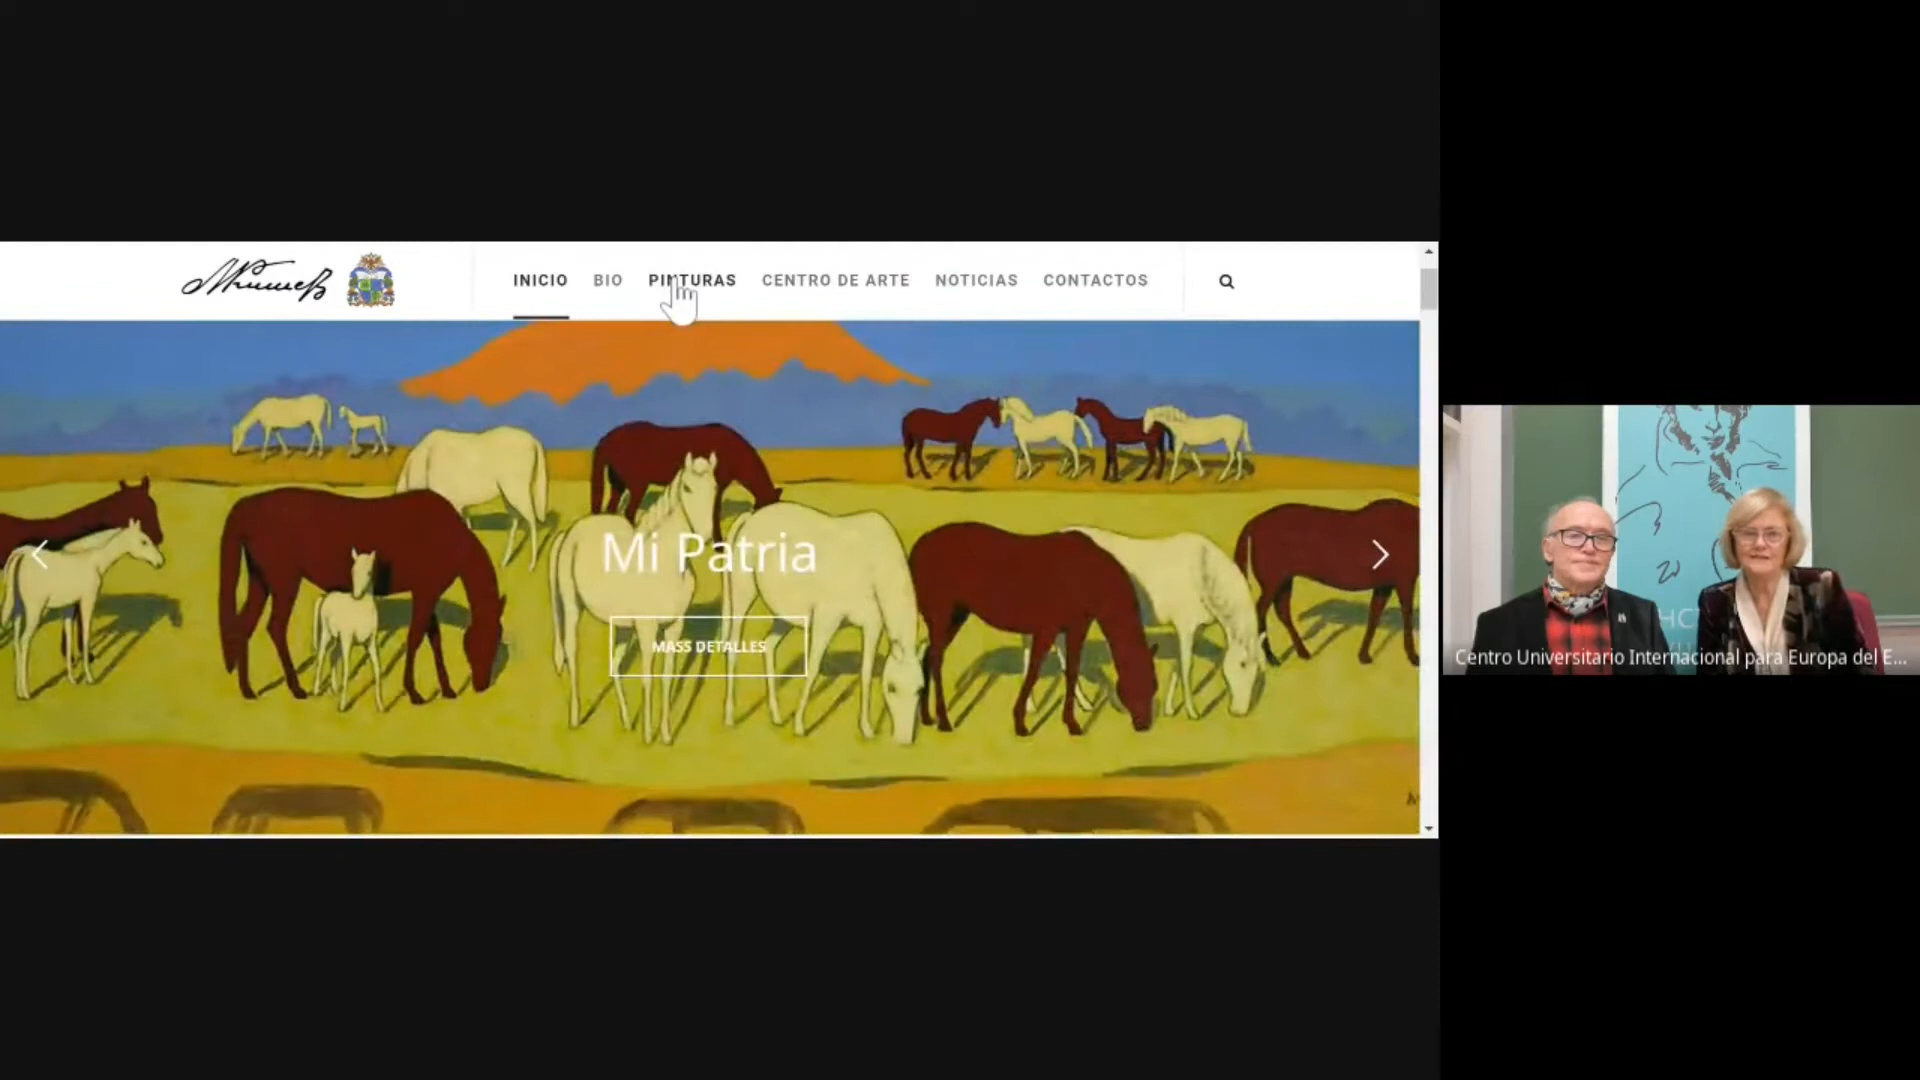 INICIO
BIO
PINTURAS
CENTRO DE ARTE
NOTICIAS
CONTACTOS
Mi Patria
MASS DETALLES
Centro Universitario Internacional para Europa del E...